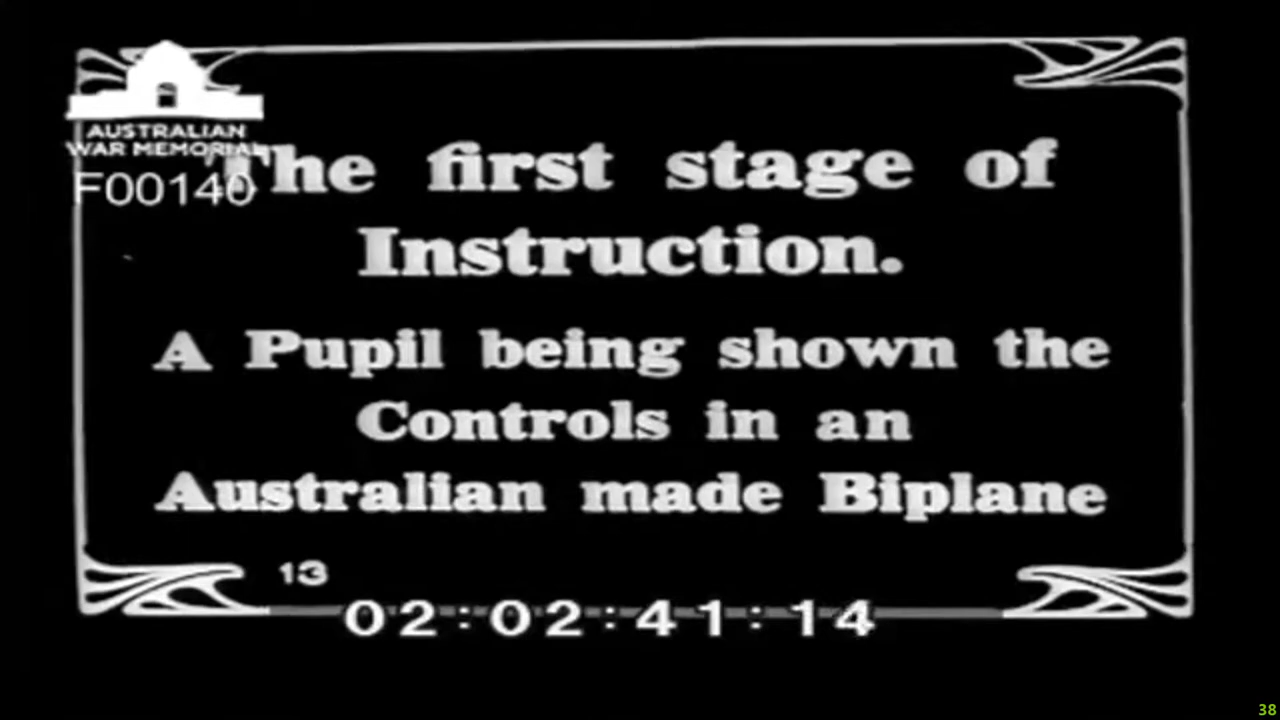 AUSTRALIAN
WAR MEMORIAL
F00140
The first stage of
Instruction.
A Pupil being shown the
Controls in an
Australian made Biplane
13
02:02:41:14
38